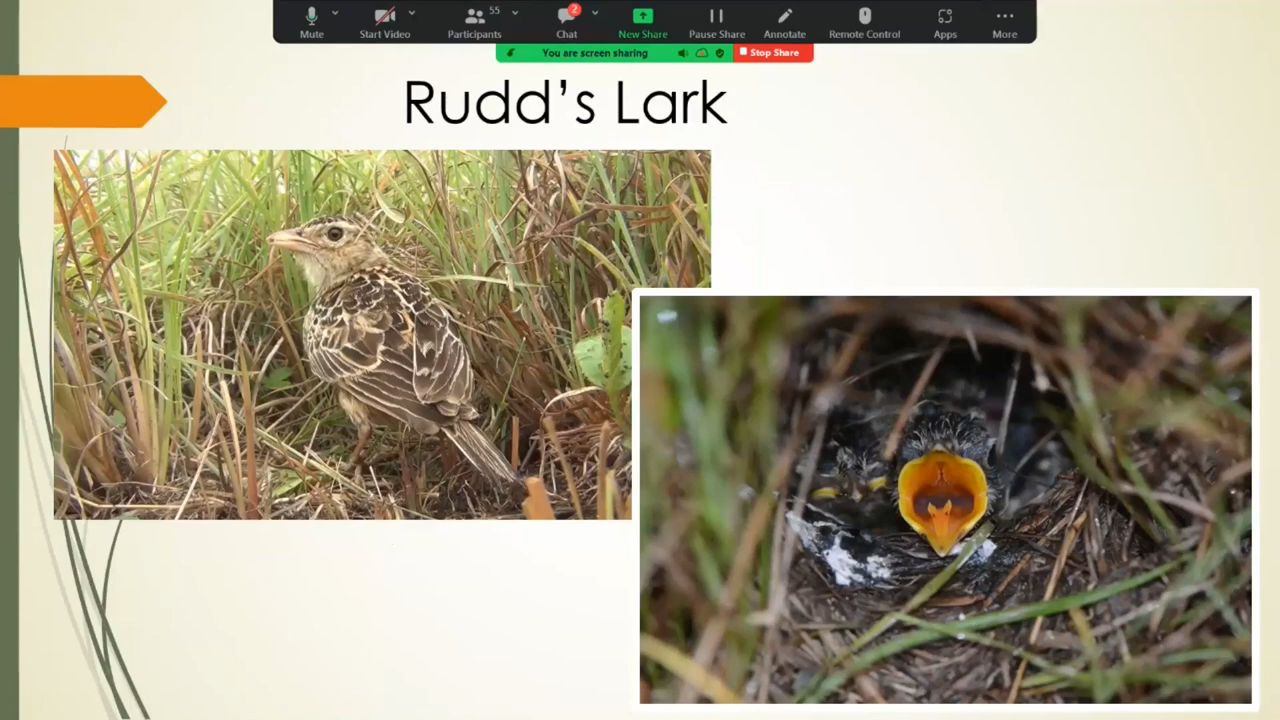 55
2
Mute
Start Video
Participants
Chat
New Share
Pause Share
Annotate
Remote Control
Apps
More
You are screen sharing
Stop Share
Rudd's Lark